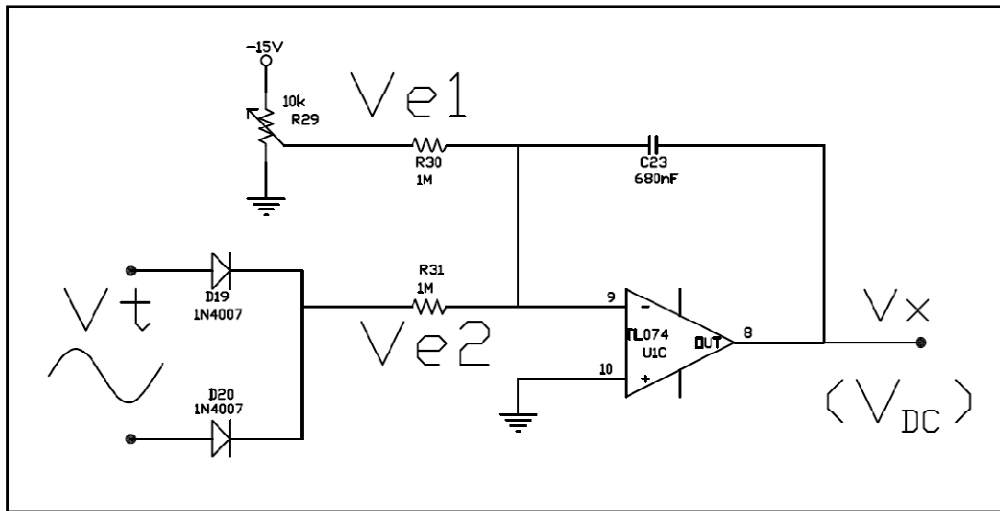 -15V
10k
R29
Ve1
R30
1M
C23
680nF
Vt
D19
1N4007
R31
1M
Ve2
9
TL074
U1C
OUT
8
10
+
-
Vx
(VDC)
D20
1N4007